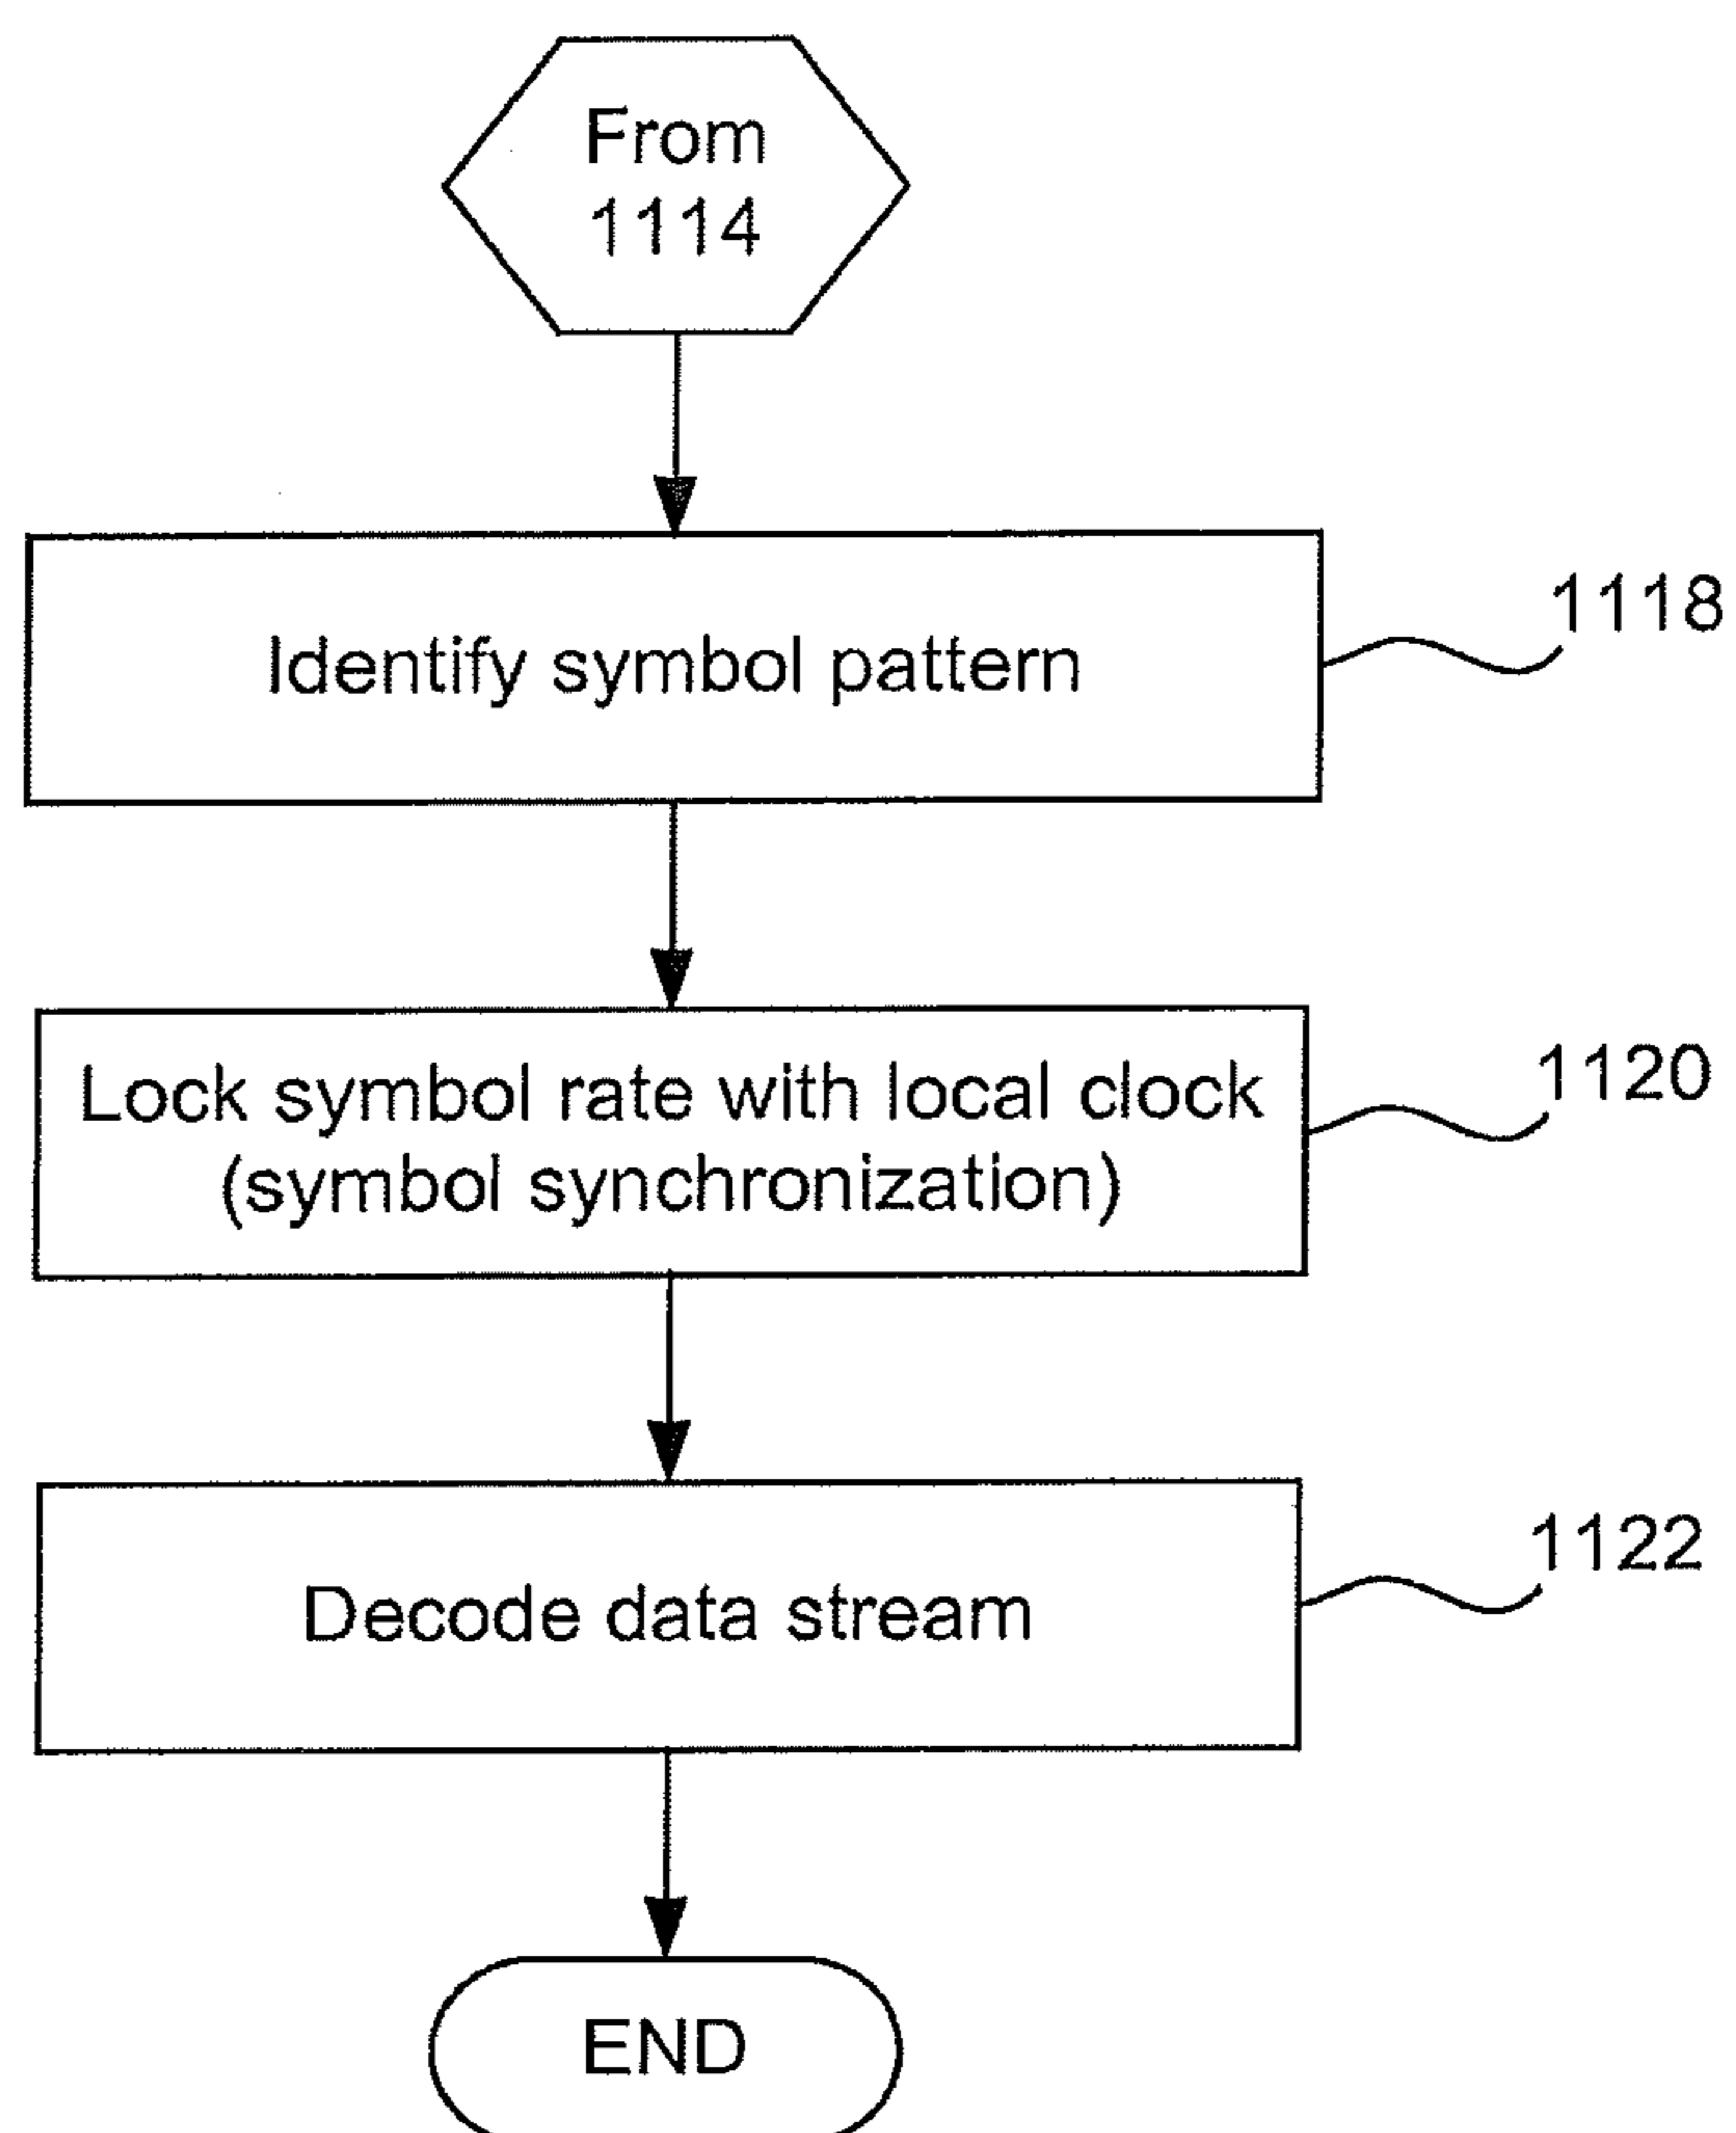 From
1114
Identify symbol pattern
1118
Lock symbol rate with local clock
(symbol synchronization)
1120
Decode data stream
1122
END